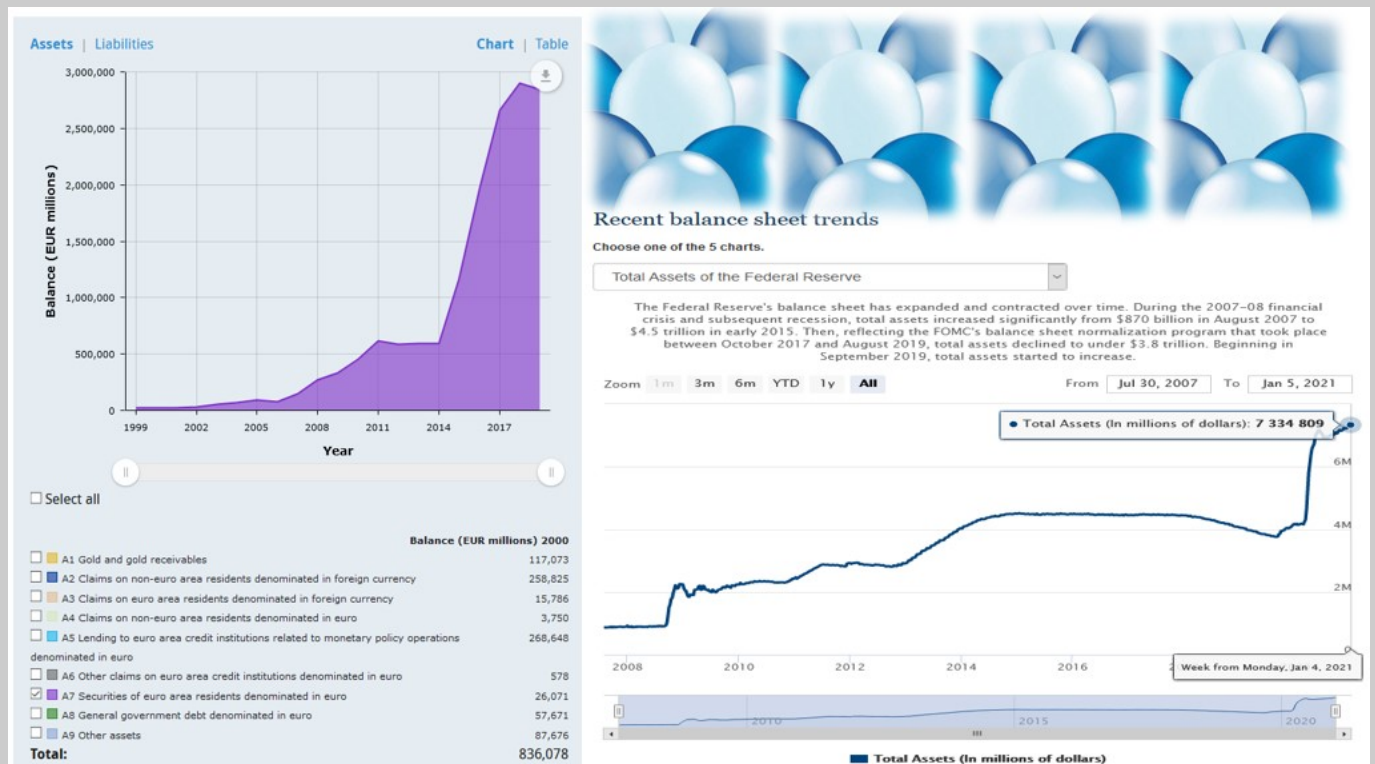 Assets | Liabilities
Chart | Table
3,000,000
2,500,000
2,000,000
1,500,000
1,000,000
500,000
0
Balance (EUR millions)
1999 2002 2005 2008 2011 2014 2017
Year
Select all
Balance (EUR millions) 2000
A1 Gold and gold receivables 117,073
A2 Claims on non-euro area residents denominated in foreign currency 258,825
A3 Claims on euro area residents denominated in foreign currency 15,786
A4 Claims on non-euro area residents denominated in euro 3,750
A5 Lending to euro area credit institutions related to monetary policy operations 268,648
denominated in euro
A6 Other claims on euro area credit institutions denominated in euro 578
A7 Securities of euro area residents denominated in euro 26,071
A8 General government debt denominated in euro 57,671
A9 Other assets 87,676
Total: 836,078
Recent balance sheet trends
Choose one of the 5 charts.
Total Assets of the Federal Reserve
The Federal Reserve's balance sheet has expanded and contracted over time. During the 2007–08 financial
crisis and subsequent recession, total assets increased significantly from $870 billion in August 2007 to
$4.5 trillion in early 2015. Then, reflecting the FOMC's balance sheet normalization program that took place
between October 2017 and August 2019, total assets declined to under $3.8 trillion. Beginning in
September 2019, total assets started to increase.
Zoom 1m 3m 6m YTD 1y All
From Jul 30, 2007 To Jan 5, 2021
Total Assets (In millions of dollars): 7 334 809
6M
4M
2M
0
2008 2010 2012 2014 2016
Week from Monday, Jan 4, 2021
2010 2015 2020
Total Assets (In millions of dollars)